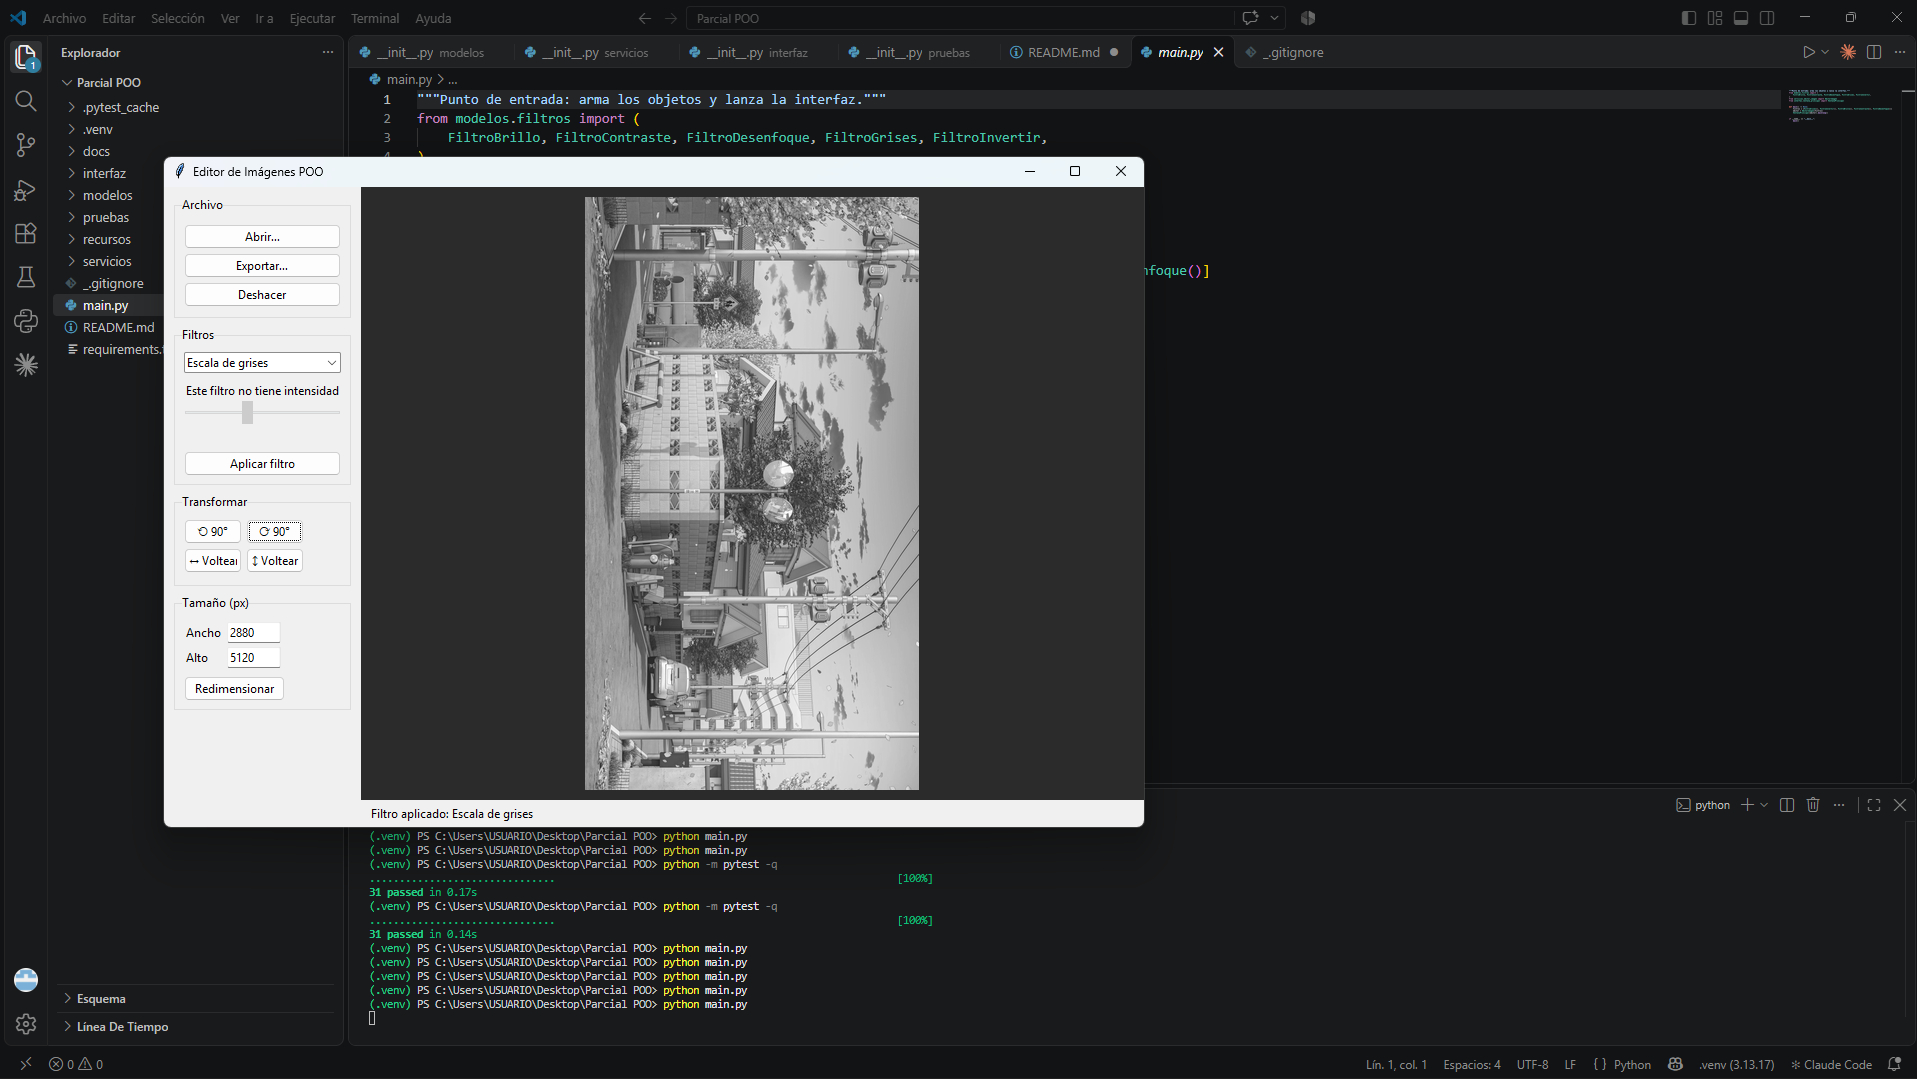 Archivo Editar Selección Ver Ir a Ejecutar Terminal Ayuda
Parcial POO
Explorador
__init__.py modelos
__init__.py servicios
__init__.py interfaz
__init__.py pruebas
README.md
main.py
_.gitignore
main.py > ...
Parcial POO
.pytest_cache
.venv
docs
interfaz
modelos
pruebas
recursos
servicios
_.gitignore
main.py
README.md
requirements.
1 """Punto de entrada: arma los objetos y lanza la interfaz."""
2 from modelos.filtros import (
3 FiltroBrillo, FiltroContraste, FiltroDesenfoque, FiltroGrises, FiltroInvertir,
4 )
nfoque()]
Editor de Imágenes POO
Archivo
Abrir...
Exportar...
Deshacer
Filtros
Escala de grises
Este filtro no tiene intensidad
Aplicar filtro
Transformar
⟲ 90°
⟳ 90°
↔ Voltear
↕ Voltear
Tamaño (px)
Ancho 2880
Alto 5120
Redimensionar
Filtro aplicado: Escala de grises
python
(.venv) PS C:\Users\USUARIO\Desktop\Parcial POO> python main.py
(.venv) PS C:\Users\USUARIO\Desktop\Parcial POO> python main.py
(.venv) PS C:\Users\USUARIO\Desktop\Parcial POO> python -m pytest -q
............................... [100%]
31 passed in 0.17s
(.venv) PS C:\Users\USUARIO\Desktop\Parcial POO> python -m pytest -q
............................... [100%]
31 passed in 0.14s
(.venv) PS C:\Users\USUARIO\Desktop\Parcial POO> python main.py
(.venv) PS C:\Users\USUARIO\Desktop\Parcial POO> python main.py
(.venv) PS C:\Users\USUARIO\Desktop\Parcial POO> python main.py
(.venv) PS C:\Users\USUARIO\Desktop\Parcial POO> python main.py
(.venv) PS C:\Users\USUARIO\Desktop\Parcial POO> python main.py
1
Esquema
Línea De Tiempo
0 0
Lín. 1, col. 1 Espacios: 4 UTF-8 LF { } Python .venv (3.13.17) Claude Code